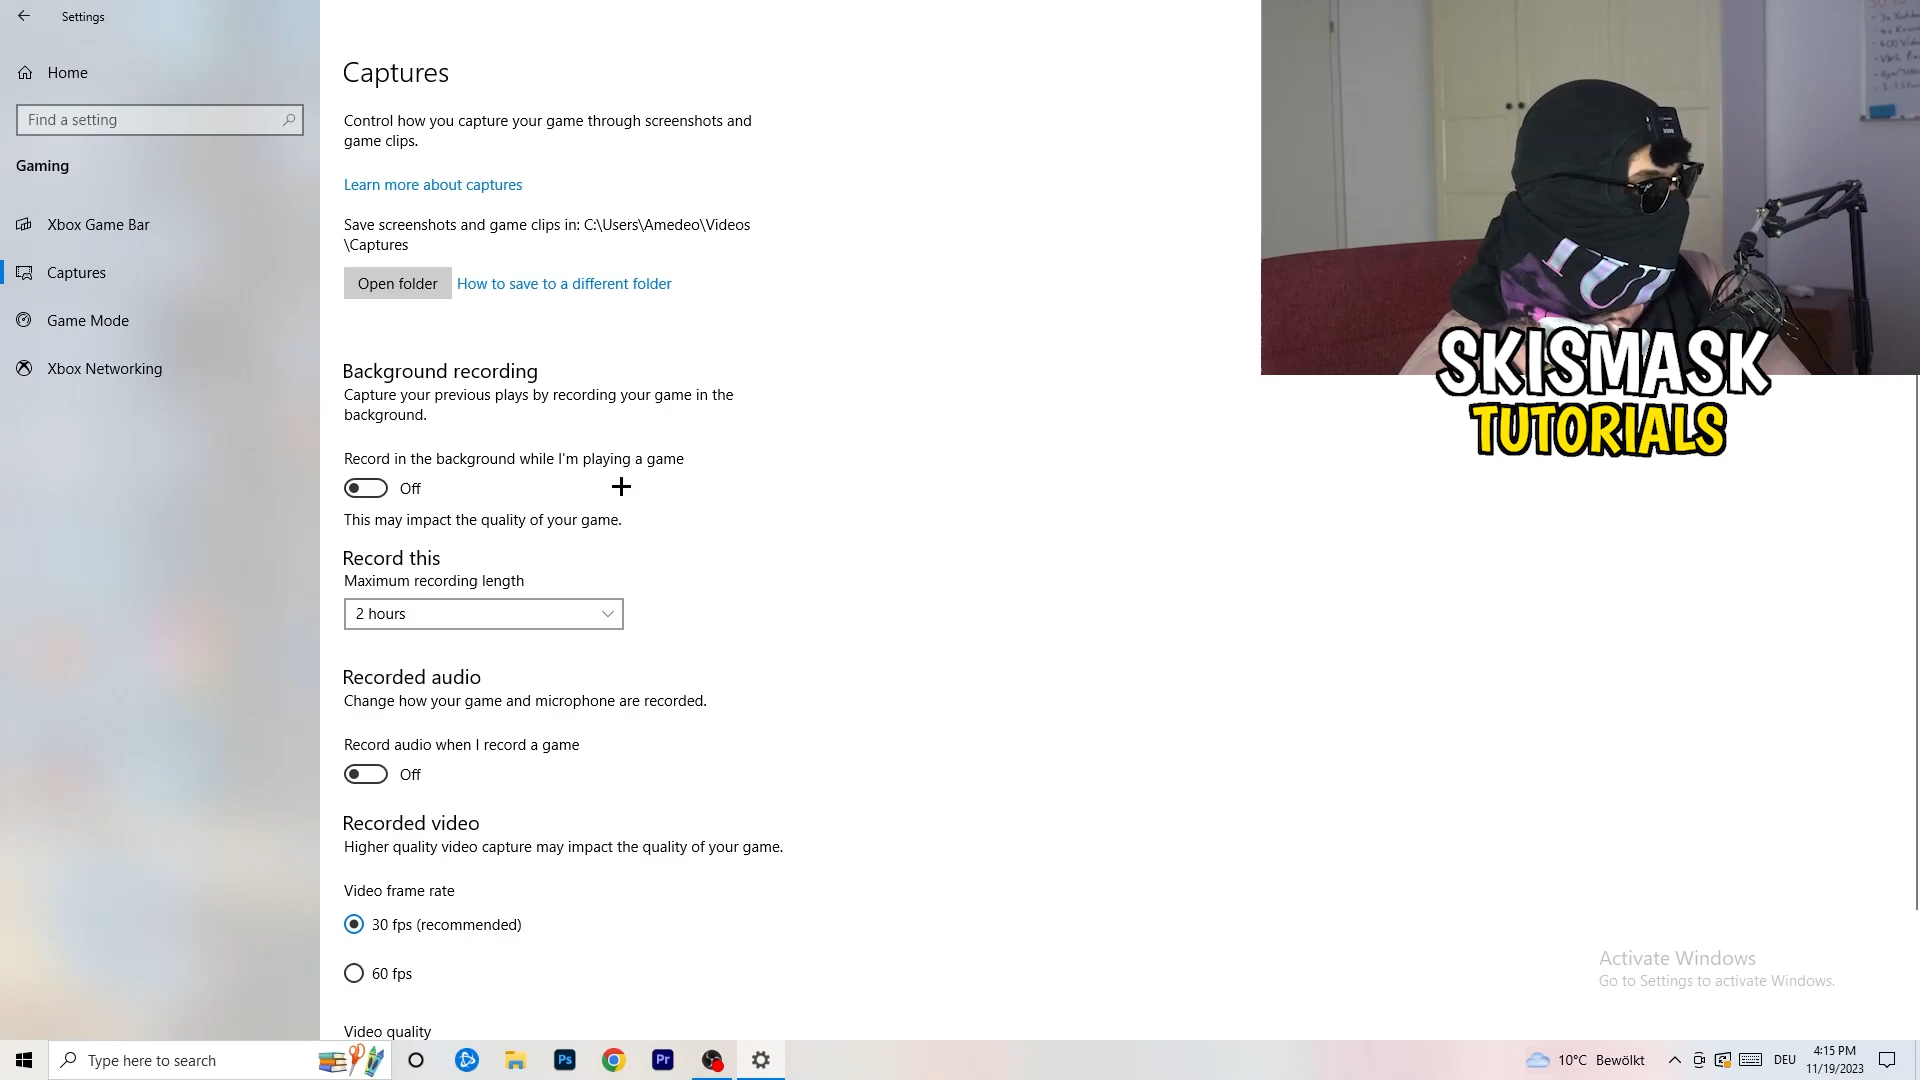 Settings
Home
Find a setting
Gaming
Xbox Game Bar
Captures
Game Mode
Xbox Networking
Captures
Control how you capture your game through screenshots and
game clips.
Learn more about captures
Save screenshots and game clips in: C:\Users\Amedeo\Videos
\Captures
Open folder How to save to a different folder
Background recording
Capture your previous plays by recording your game in the
background.
Record in the background while I'm playing a game
Off
This may impact the quality of your game.
Record this
Maximum recording length
2 hours
Recorded audio
Change how your game and microphone are recorded.
Record audio when I record a game
Off
Recorded video
Higher quality video capture may impact the quality of your game.
Video frame rate
30 fps (recommended)
60 fps
Video quality
SKISMASK
TUTORIALS
Activate Windows
Go to Settings to activate Windows.
Type here to search
Ps
Pr
10°C Bewölkt
DEU
4:15 PM
11/19/2023